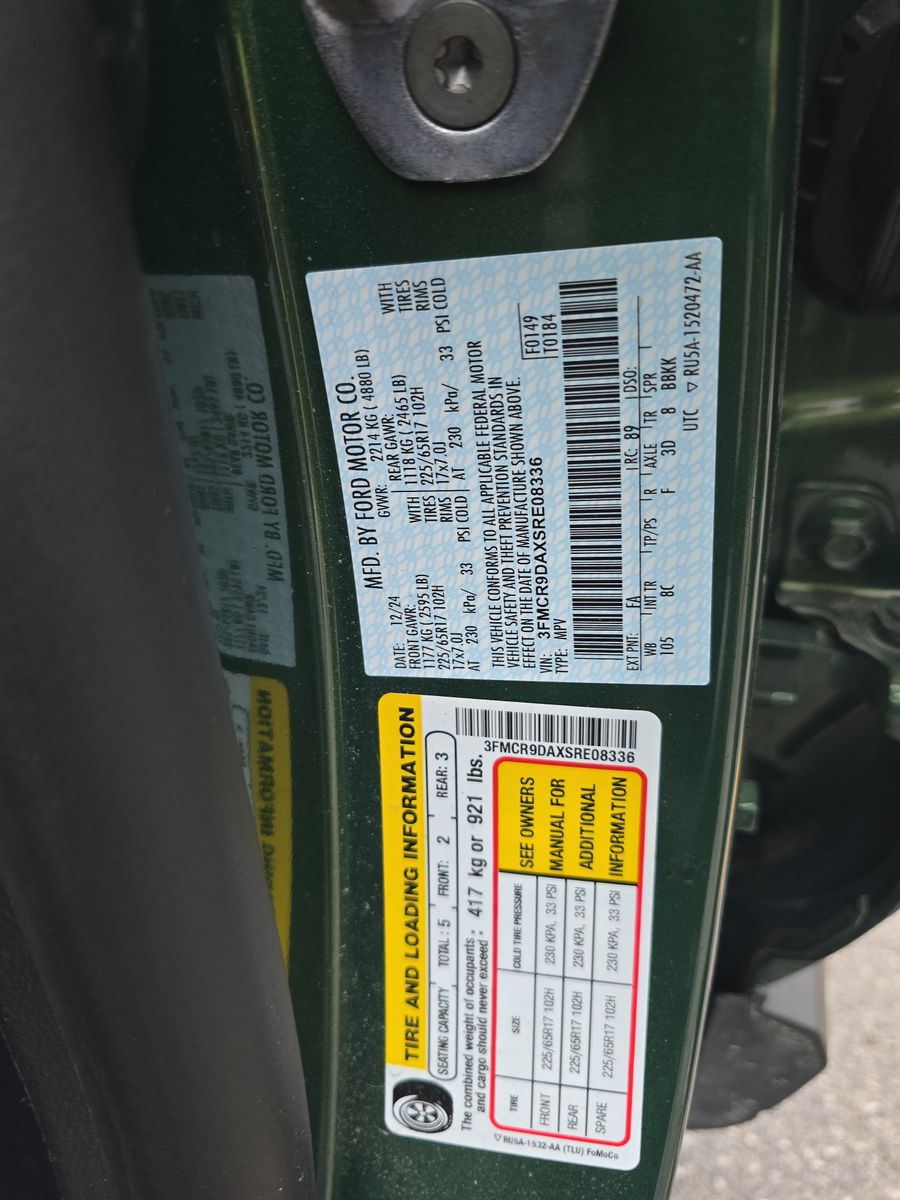 MFD. BY FORD MOTOR CO.
DATE: 12/24 GVWR: 2214 KG ( 4880 LB)
FRONT GAWR: WITH REAR GAWR: WITH
1177 KG ( 2595 LB) TIRES 1118 KG ( 2465 LB) TIRES
225/65R17 102H RIMS 225/65R17 102H RIMS
17x7.0J PSI COLD 17x7.0J PSI COLD
AT 230 kPa/ 33 AT 230 kPa/ 33
THIS VEHICLE CONFORMS TO ALL APPLICABLE FEDERAL MOTOR
VEHICLE SAFETY AND THEFT PREVENTION STANDARDS IN
EFFECT ON THE DATE OF MANUFACTURE SHOWN ABOVE.
VIN: 3FMCR9DAXSRE08336 F0149
TYPE: MPV T0184
EXT PNT: FA RC: 89 DSO:
WB INT TR TP/PS R AXLE TR SPR
105 8C F 3D 8 BBKK
UTC ▽ RU5A-1520472-AA
TIRE AND LOADING INFORMATION
SEATING CAPACITY TOTAL : 5 FRONT: 2 REAR: 3
The combined weight of occupants and cargo should never exceed : 417 kg or 921 lbs.
3FMCR9DAXSRE08336
TIRE SIZE COLD TIRE PRESSURE
FRONT 225/65R17 102H 230 KPA, 33 PSI
REAR 225/65R17 102H 230 KPA, 33 PSI
SPARE 225/65R17 102H 230 KPA, 33 PSI
SEE OWNERS
MANUAL FOR
ADDITIONAL
INFORMATION
▽ RU5A-1532-AA (TLU) FoMoCo